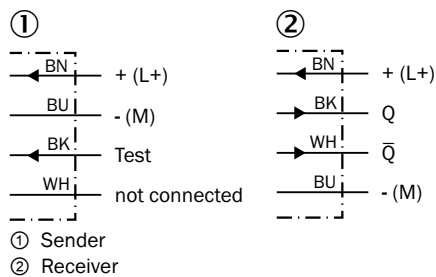 ①
BN + (L+)
BU - (M)
BK Test
WH not connected
②
BN + (L+)
BK Q
WH Q̅
BU - (M)
① Sender
② Receiver